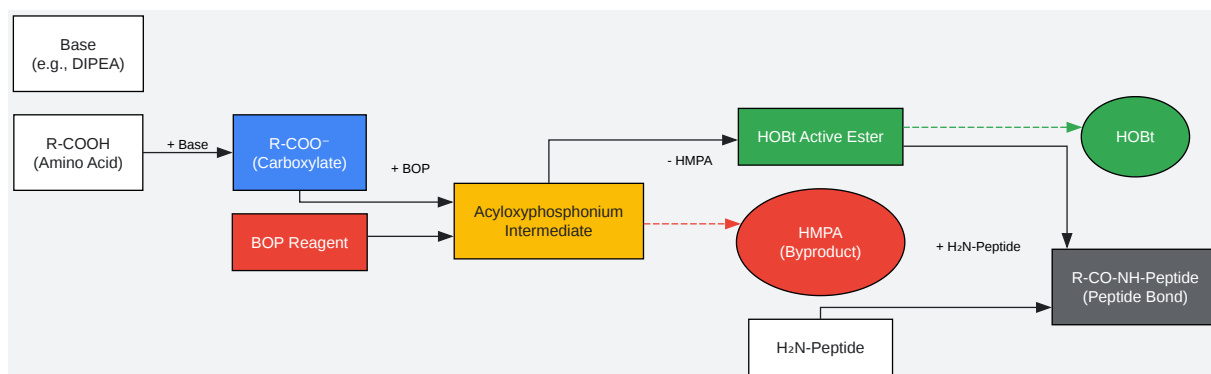 Base
(e.g., DIPEA)
R-COOH
(Amino Acid)
+ Base
R-COO⁻
(Carboxylate)
BOP Reagent
+ BOP
Acyloxyphosphonium
Intermediate
- HMPA
HOBt Active Ester
HOBt
HMPA
(Byproduct)
+ H₂N-Peptide
H₂N-Peptide
R-CO-NH-Peptide
(Peptide Bond)